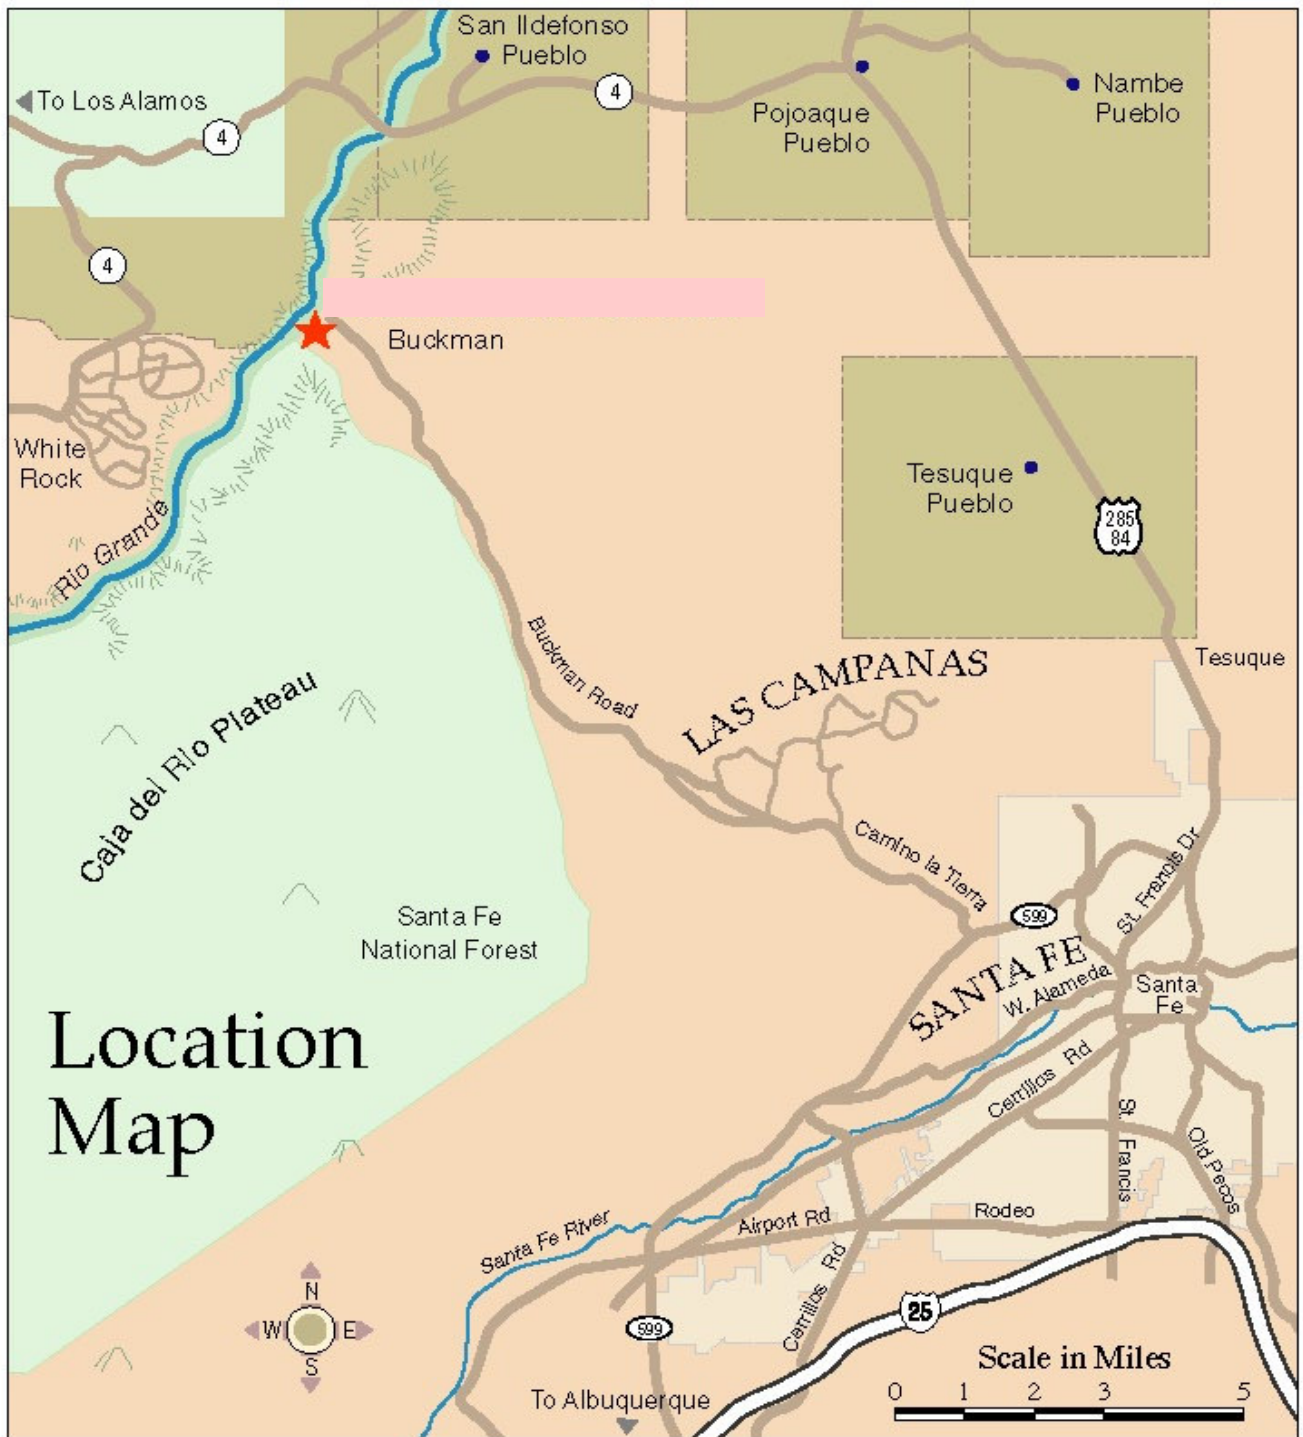 San Ildefonso
Pueblo
To Los Alamos
4
4
Nambe
Pueblo
Pojoaque
Pueblo
4
Buckman
White
Rock
Rio Grande
Tesuque
Pueblo
285
84
Buckman Road
Tesuque
LAS CAMPANAS
Caja del Rio Plateau
Camino la Tierra
St. Francis Dr
599
Santa Fe
National Forest
SANTA FE
W. Alameda
Santa
Fe
Location
Map
Cerrillos Rd
St. Francis
Old Pecos
Rodeo
Airport Rd
Santa Fe River
Cerrillos Rd
N
W
E
S
599
25
Scale in Miles
0 1 2 3 5
To Albuquerque